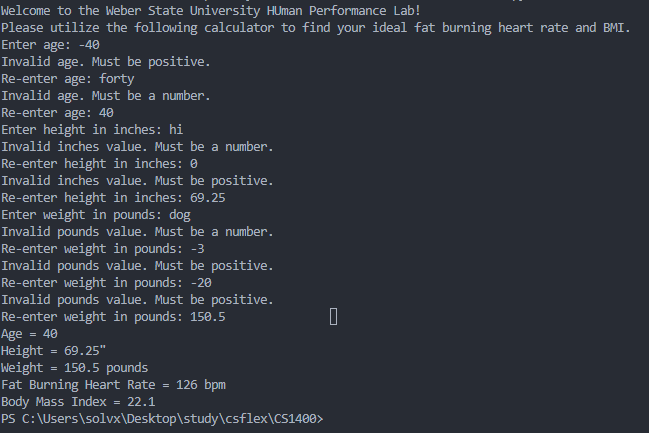 Welcome to the Weber State University HUman Performance Lab!
Please utilize the following calculator to find your ideal fat burning heart rate and BMI.
Enter age: -40
Invalid age. Must be positive.
Re-enter age: forty
Invalid age. Must be a number.
Re-enter age: 40
Enter height in inches: hi
Invalid inches value. Must be a number.
Re-enter height in inches: 0
Invalid inches value. Must be positive.
Re-enter height in inches: 69.25
Enter weight in pounds: dog
Invalid pounds value. Must be a number.
Re-enter weight in pounds: -3
Invalid pounds value. Must be positive.
Re-enter weight in pounds: -20
Invalid pounds value. Must be positive.
Re-enter weight in pounds: 150.5
Age = 40
Height = 69.25"
Weight = 150.5 pounds
Fat Burning Heart Rate = 126 bpm
Body Mass Index = 22.1
PS C:\Users\solvx\Desktop\study\csflex\CS1400>